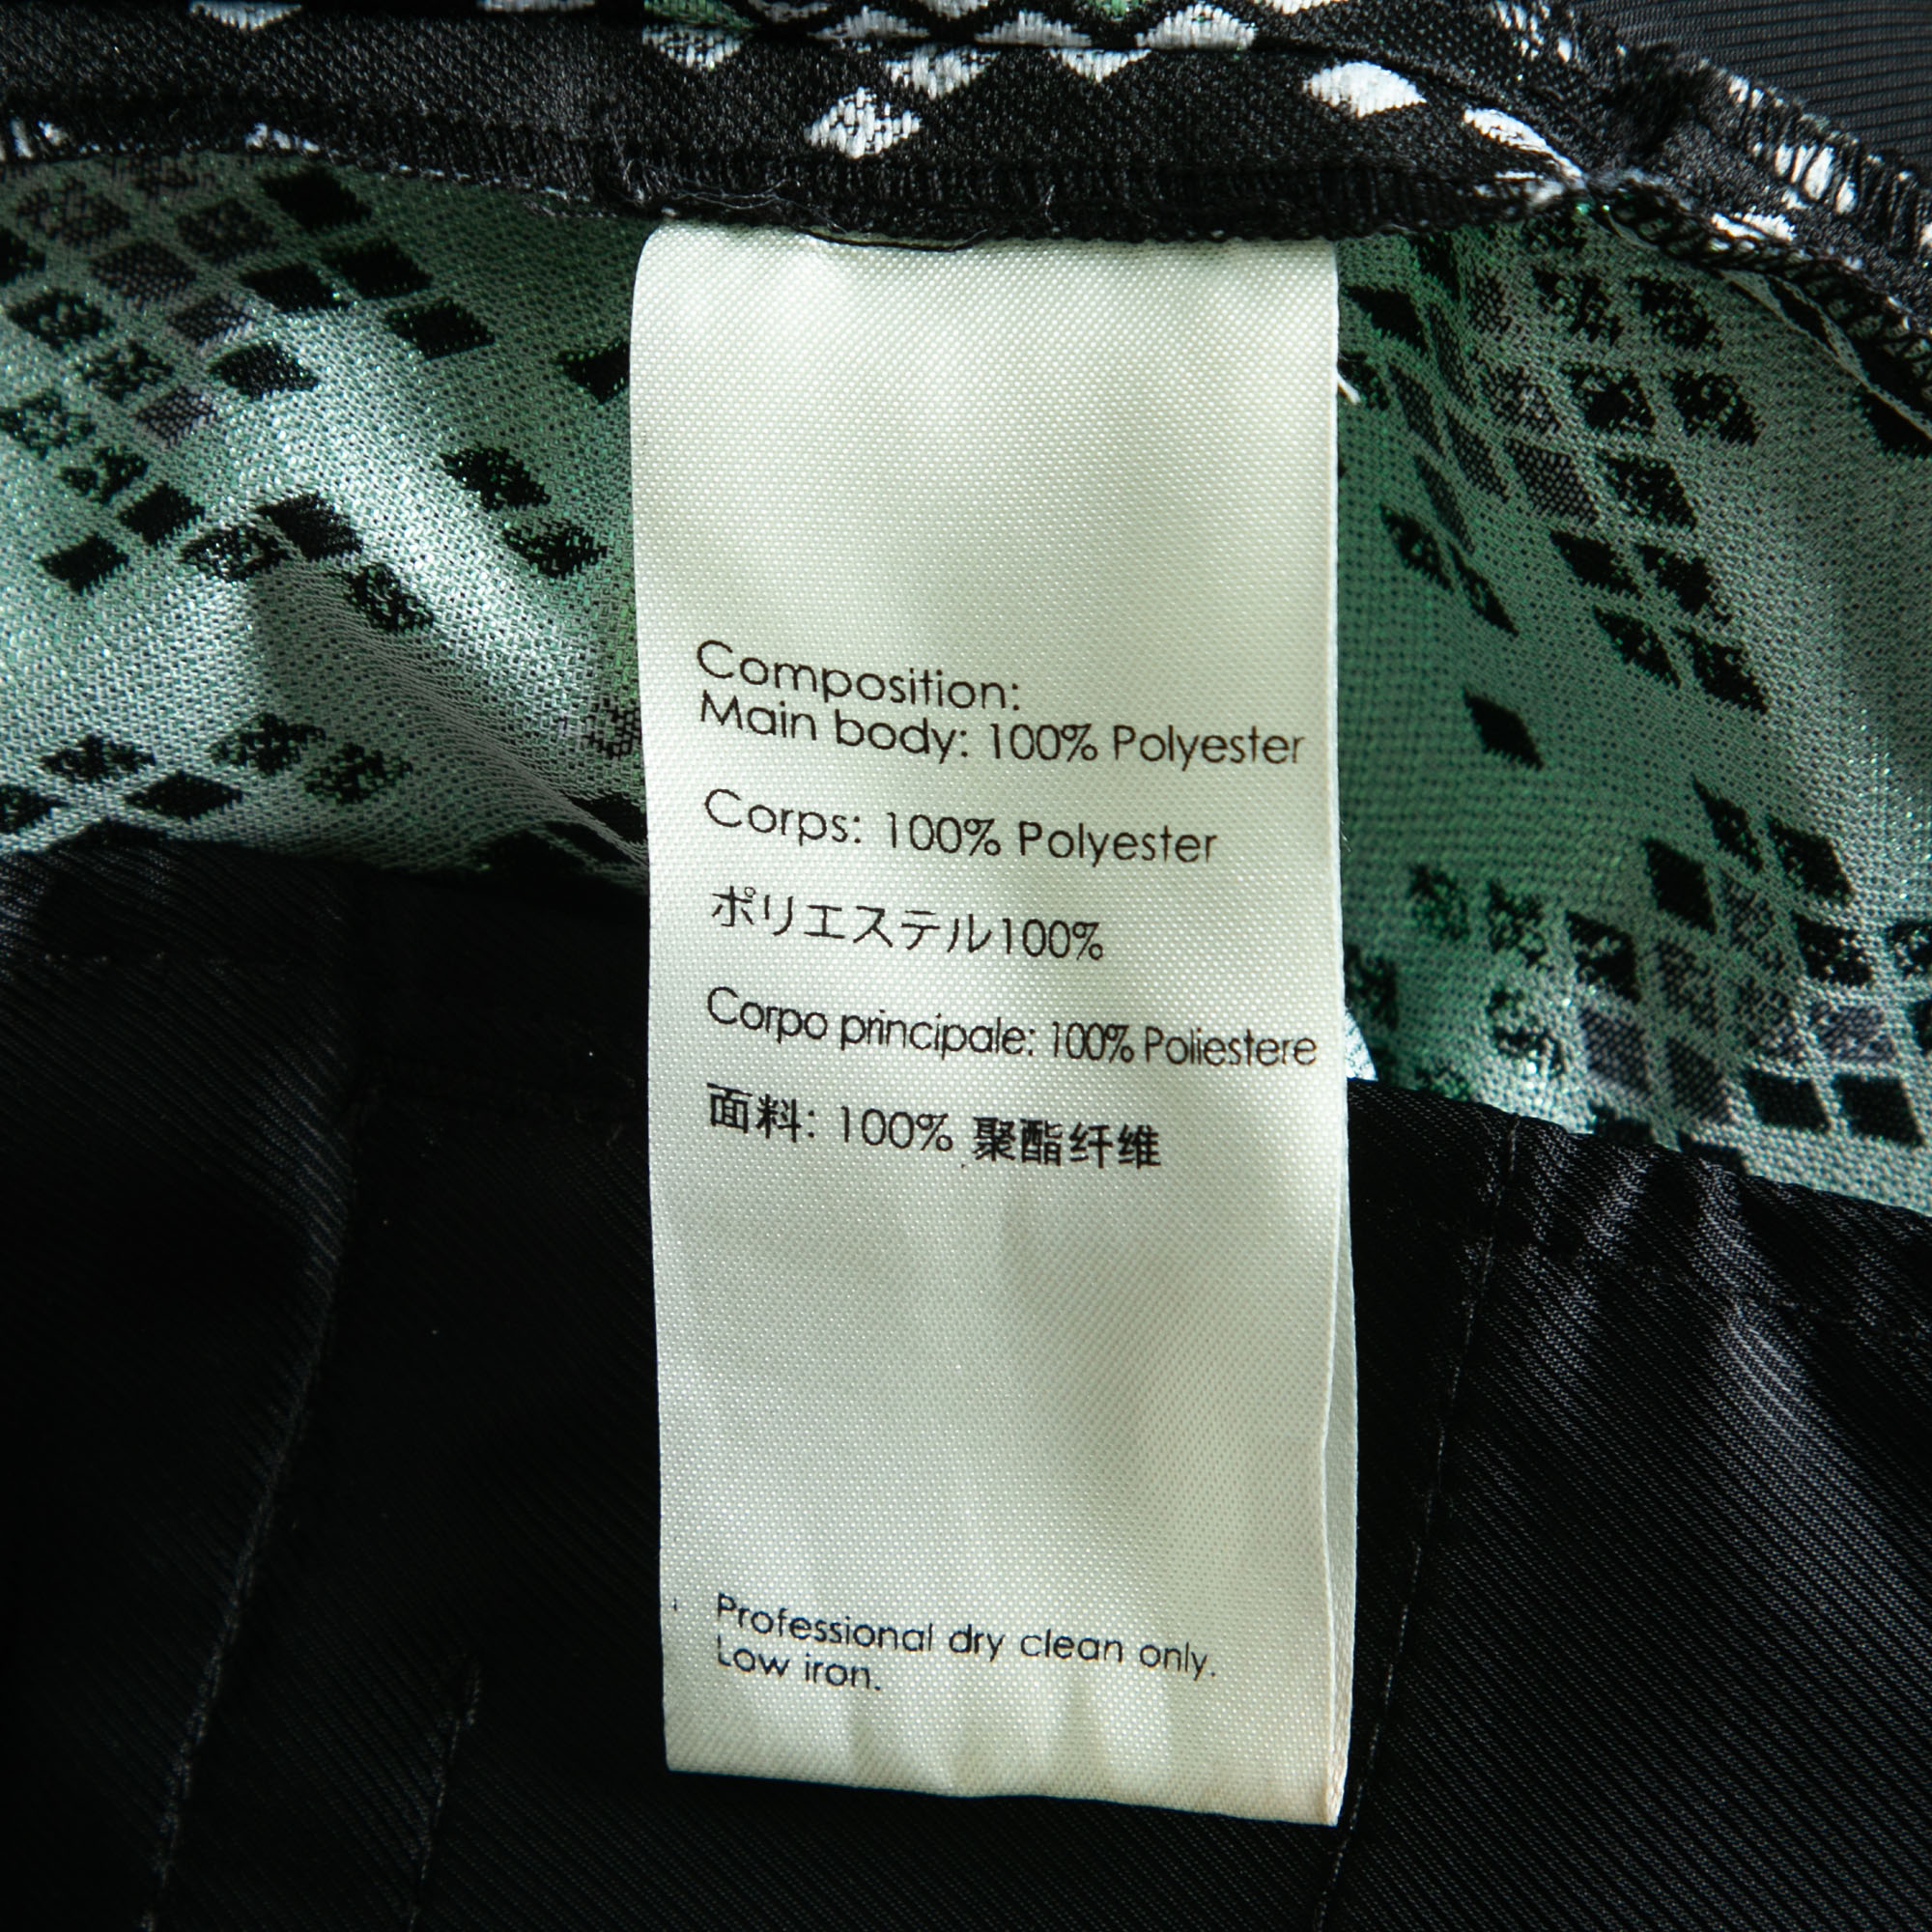 Composition:
Main body: 100% Polyester
Corps: 100% Polyester
ポリエステル100%
Corpo principale: 100% Poliestere
面料: 100% 聚酯纤维
Professional dry clean only.
Low iron.